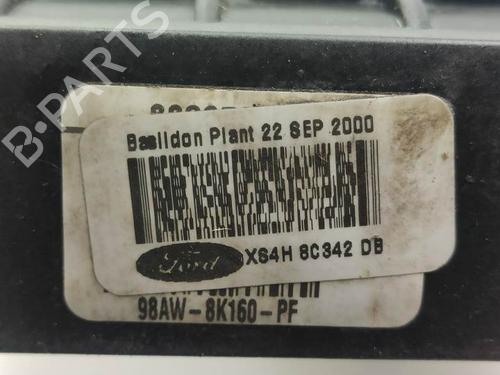 B-PARTS
Basildon Plant 22 SEP 2000
Ford
XS4H 8C342 DB
98AW-8K160-PF